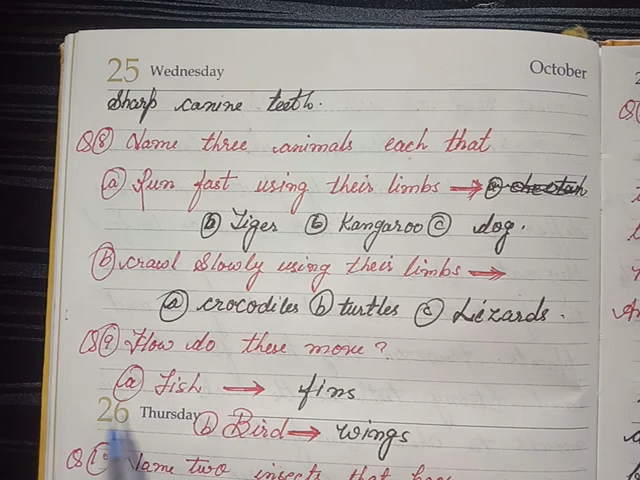 25 Wednesday October
Sharp canine teeth.
Q⑧ Name three animals each that
ⓐ Run fast using their limbs → ⓐ cheetah
ⓐ Tiger ⓑ Kangaroo ⓒ dog.
ⓑ crawl slowly using their limbs →
ⓐ crocodiles ⓑ turtles ⓒ Lizards.
Q⑨ How do these move?
ⓐ Fish → fins
26 Thursday ⓑ Bird → wings
Q⑩ Name two insects that have